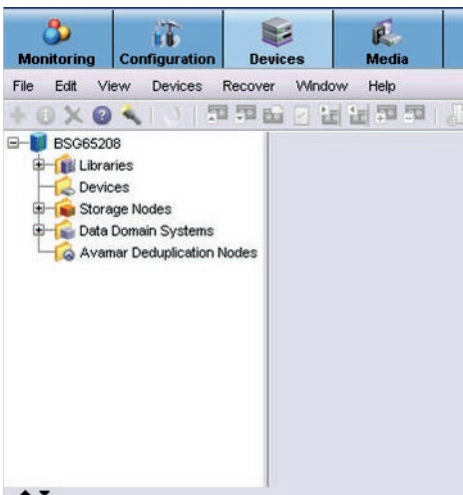 Monitoring Configuration Devices Media
File Edit View Devices Recover Window Help
BSG65208
Libraries
Devices
Storage Nodes
Data Domain Systems
Avamar Deduplication Nodes